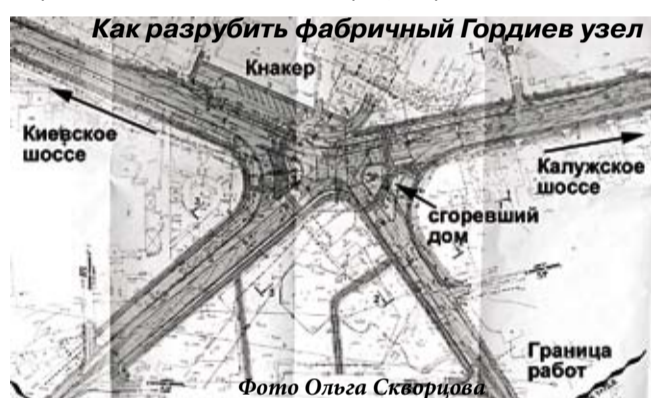 Как разрубить фабричный Гордиев узел
Кнакер
Киевское
шоссе
Калужское
шоссе
сгоревший
дом
Граница
работ
Фото Ольга Скворцова